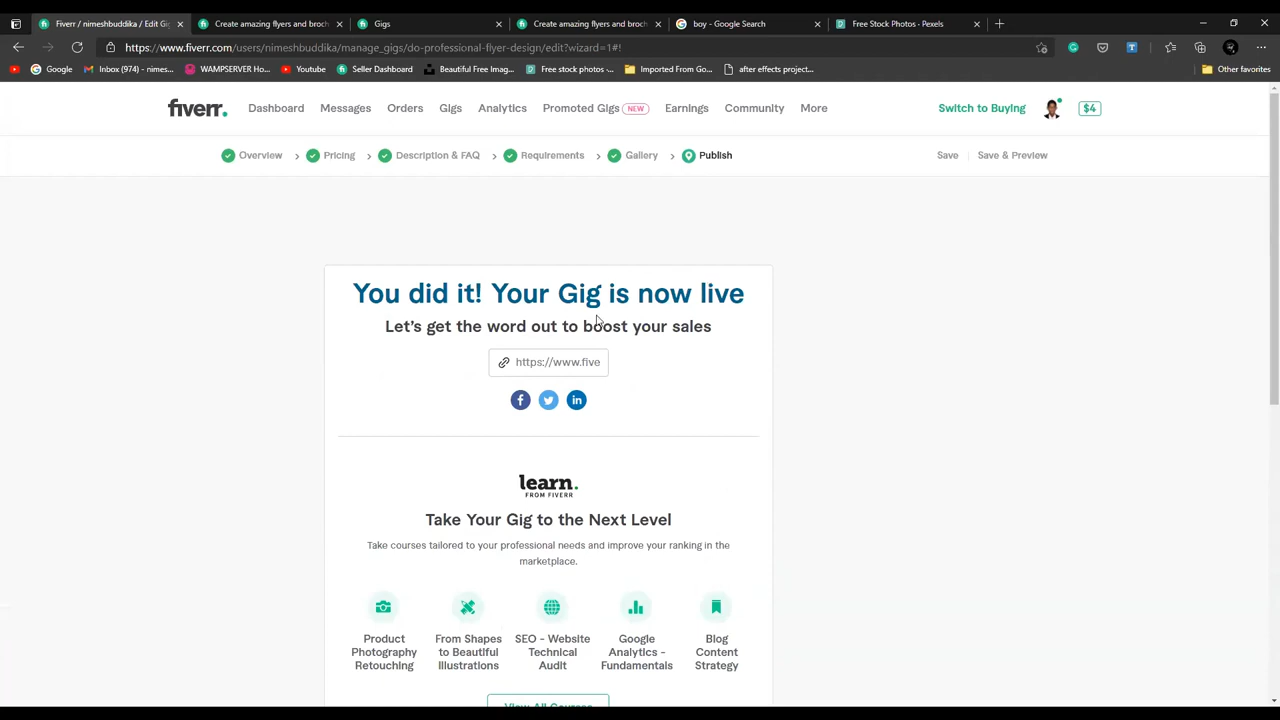 Fiverr / nimeshbuddika / Edit Gi
Create amazing flyers and broch
Gigs
Create amazing flyers and broch
boy - Google Search
Free Stock Photos - Pexels
https://www.fiverr.com/users/nimeshbuddika/manage_gigs/do-professional-flyer-design/edit?wizard=1#!
Google
Inbox (974) - nimes...
WAMPSERVER Ho...
Youtube
Seller Dashboard
Beautiful Free Imag...
Free stock photos -...
Imported From Go...
after effects project...
Other favorites
fiverr.
Dashboard
Messages
Orders
Gigs
Analytics
Promoted Gigs NEW
Earnings
Community
More
Switch to Buying
$4
Overview
Pricing
Description & FAQ
Requirements
Gallery
Publish
Save
Save & Preview
You did it! Your Gig is now live
Let's get the word out to boost your sales
https://www.five
learn.
FROM FIVERR
Take Your Gig to the Next Level
Take courses tailored to your professional needs and improve your ranking in the
marketplace.
Product
Photography
Retouching
From Shapes
to Beautiful
Illustrations
SEO - Website
Technical
Audit
Google
Analytics -
Fundamentals
Blog
Content
Strategy
View All Courses